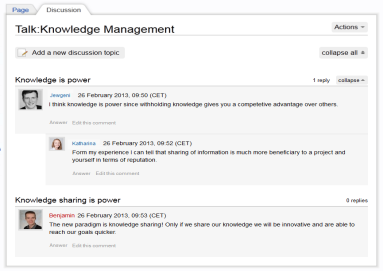 Page Discussion
Talk:Knowledge Management
Actions
Add a new discussion topic
collapse all
Knowledge is power
1 reply collapse
Jewgeni 26 February 2013, 09:50 (CET)
I think knowledge is power since withholding knowledge gives you a competetive advantage over others.
Answer Edit this comment
Katharina 26 February 2013, 09:52 (CET)
Form my experience i can tell that sharing of information is much more beneficiary to a project and
yourself in terms of reputation.
Answer Edit this comment
Knowledge sharing is power
0 replies
Benjamin 26 February 2013, 09:53 (CET)
The new paradigm is knowledge sharing! Only if we share our knowledge we will be innovative and are able to
reach our goals quicker.
Answer Edit this comment